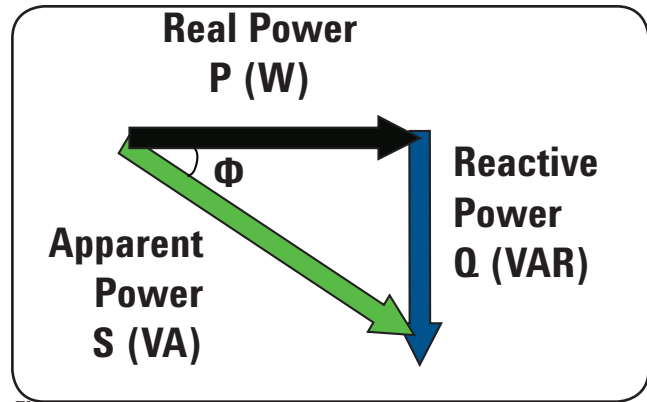 Real Power
P (W)
Φ
Reactive
Power
Q (VAR)
Apparent
Power
S (VA)